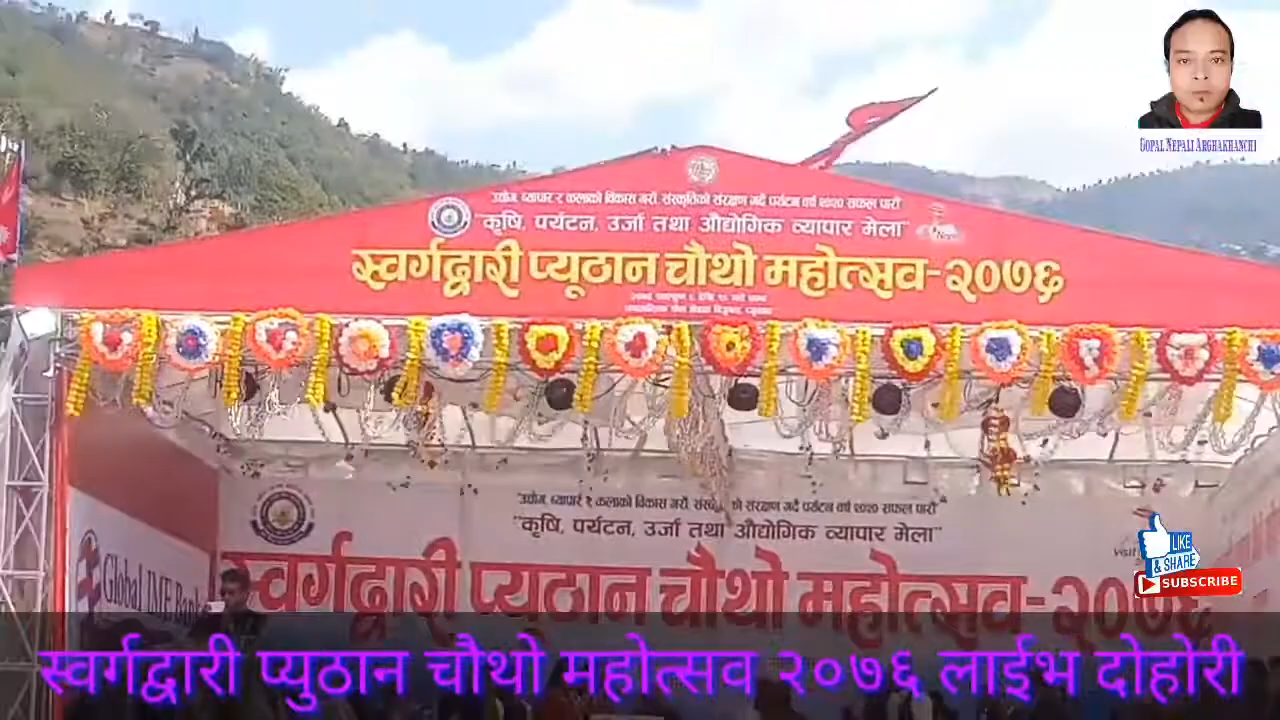 GOPAL NEPALI ARGHAKHANCHI
उद्योग, व्यापार र कलाको विकास गरौं, संस्कृतिको संरक्षण गर्दै पर्यटन वर्ष २०२० सफल पारौं
"कृषि, पर्यटन, उर्जा तथा औद्योगिक व्यापार मेला"
स्वर्गद्वारी प्यूठान चौथो महोत्सव-२०७६
"उद्योग, व्यापार र कलाको विकास गरौं, को संरक्षण गर्दै पर्यटन वर्ष २०२० सफल पारौं"
"कृषि, पर्यटन, उर्जा तथा औद्योगिक व्यापार मेला"
स्वर्गद्वारी प्यूठान चौथो महोत्सव-२०७६
Global IME Bank
Visit
LIKE
& SHARE
SUBSCRIBE
स्वर्गद्वारी प्युठान चौथो महोत्सव २०७६ लाईभ दोहोरी